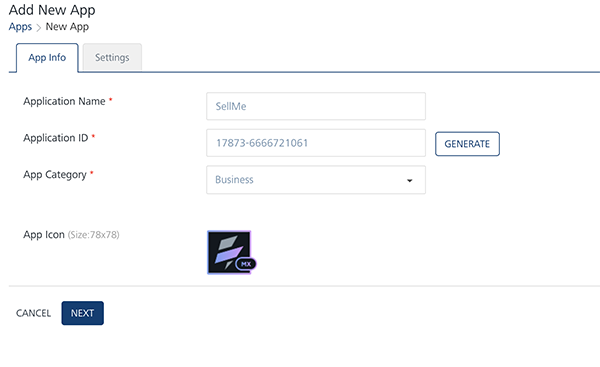 Add New App
Apps > New App
App Info Settings
Application Name * SellMe
Application ID * 17873-6666721061 GENERATE
App Category * Business
App Icon (Size:78x78) MX
CANCEL NEXT